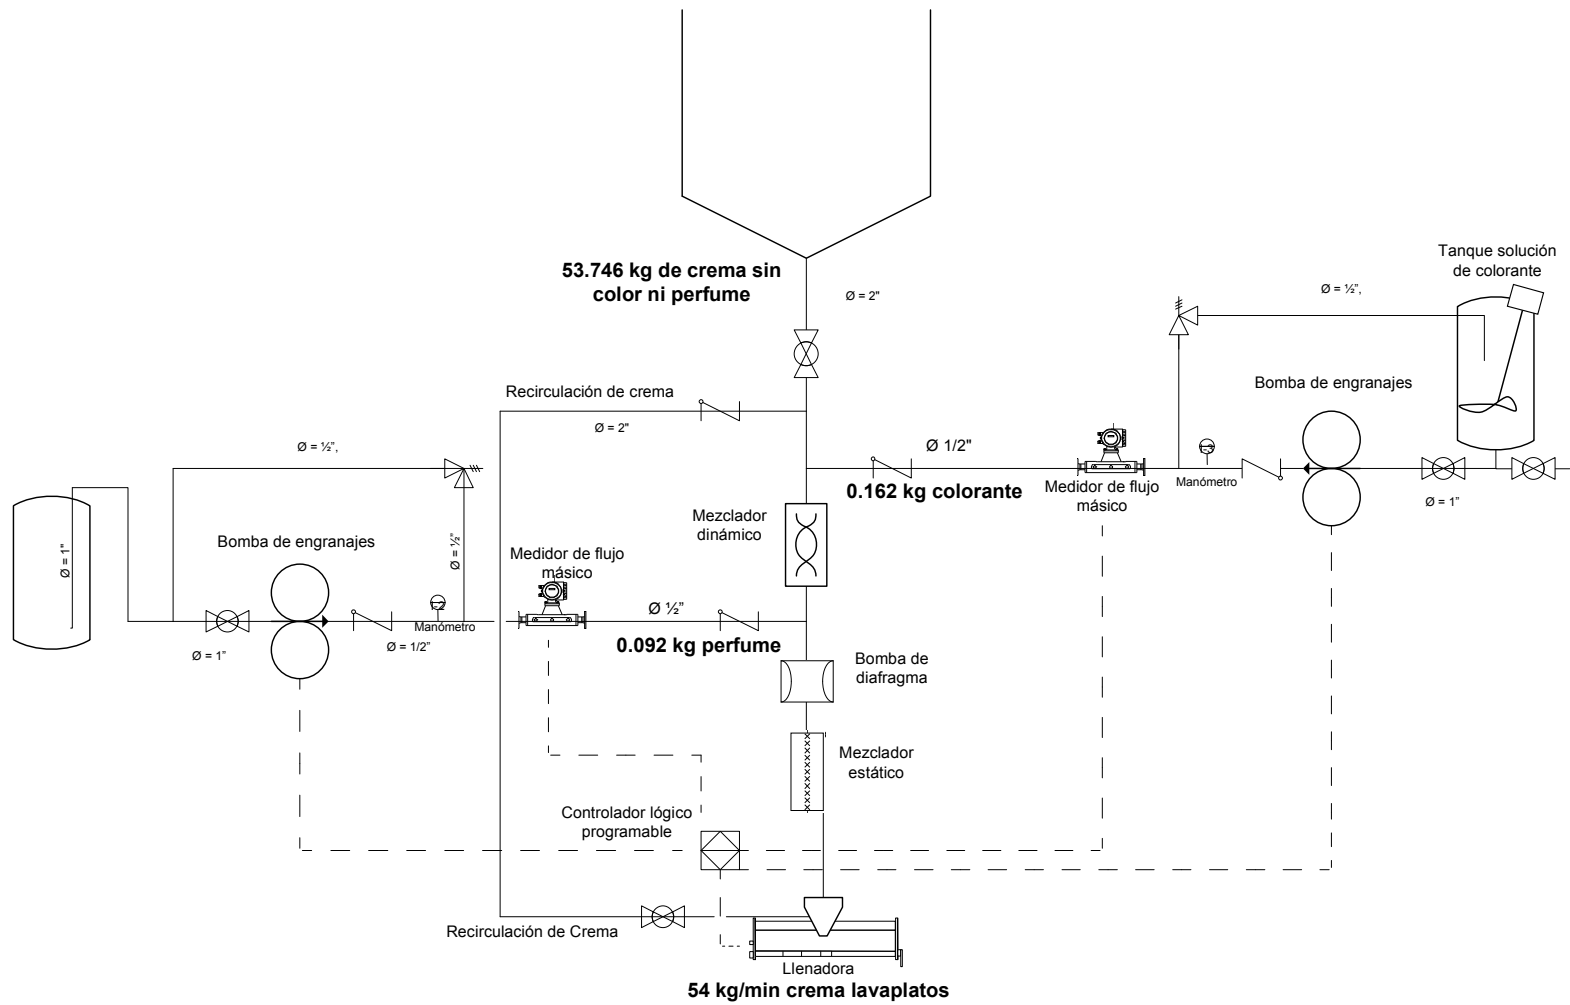 53.746 kg de crema sin
color ni perfume
Ø = 2"
Tanque solución
de colorante
Ø = ½",
Recirculación de crema
Ø = 2"
Bomba de engranajes
Ø 1/2"
0.162 kg colorante
Medidor de flujo
másico
Manómetro
Ø = 1"
Ø = ½",
Ø = 1"
Bomba de engranajes
Ø = ½"
Mezclador
dinámico
Medidor de flujo
másico
Ø ½"
Manómetro
Ø = 1"
Ø = 1/2"
0.092 kg perfume
Bomba de
diafragma
Mezclador
estático
Controlador lógico
programable
Recirculación de Crema
Llenadora
54 kg/min crema lavaplatos